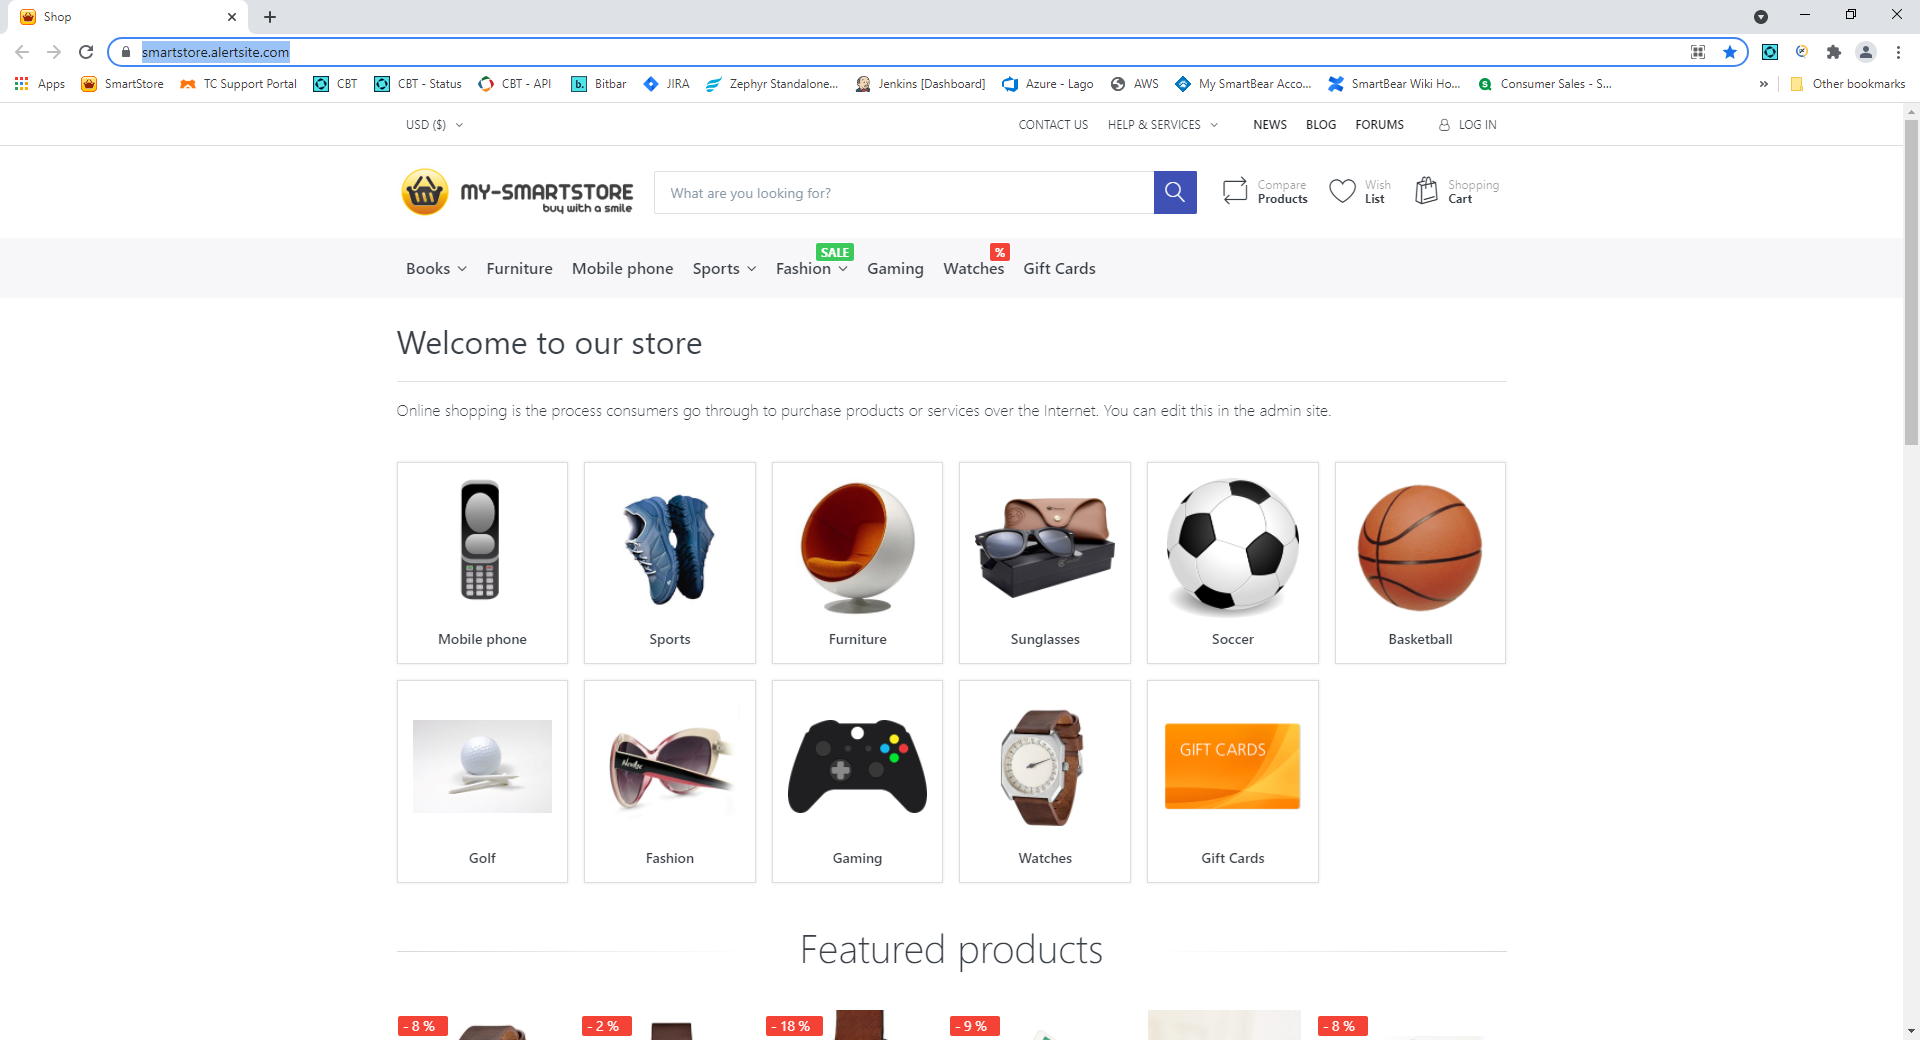 Shop
smartstore.alertsite.com
Apps SmartStore TC Support Portal CBT CBT - Status CBT - API Bitbar JIRA Zephyr Standalone... Jenkins [Dashboard] Azure - Lago AWS My SmartBear Acco... SmartBear Wiki Ho... Consumer Sales - S... » Other bookmarks
USD ($) CONTACT US HELP & SERVICES NEWS BLOG FORUMS LOG IN
MY-SMARTSTORE
buy with a smile
What are you looking for?
Compare
Products
Wish
List
Shopping
Cart
SALE %
Books Furniture Mobile phone Sports Fashion Gaming Watches Gift Cards
Welcome to our store
Online shopping is the process consumers go through to purchase products or services over the Internet. You can edit this in the admin site.
Mobile phone Sports Furniture Sunglasses Soccer Basketball
GIFT CARDS
Golf Fashion Gaming Watches Gift Cards
Featured products
- 8 % - 2 % - 18 % - 9 % - 8 %